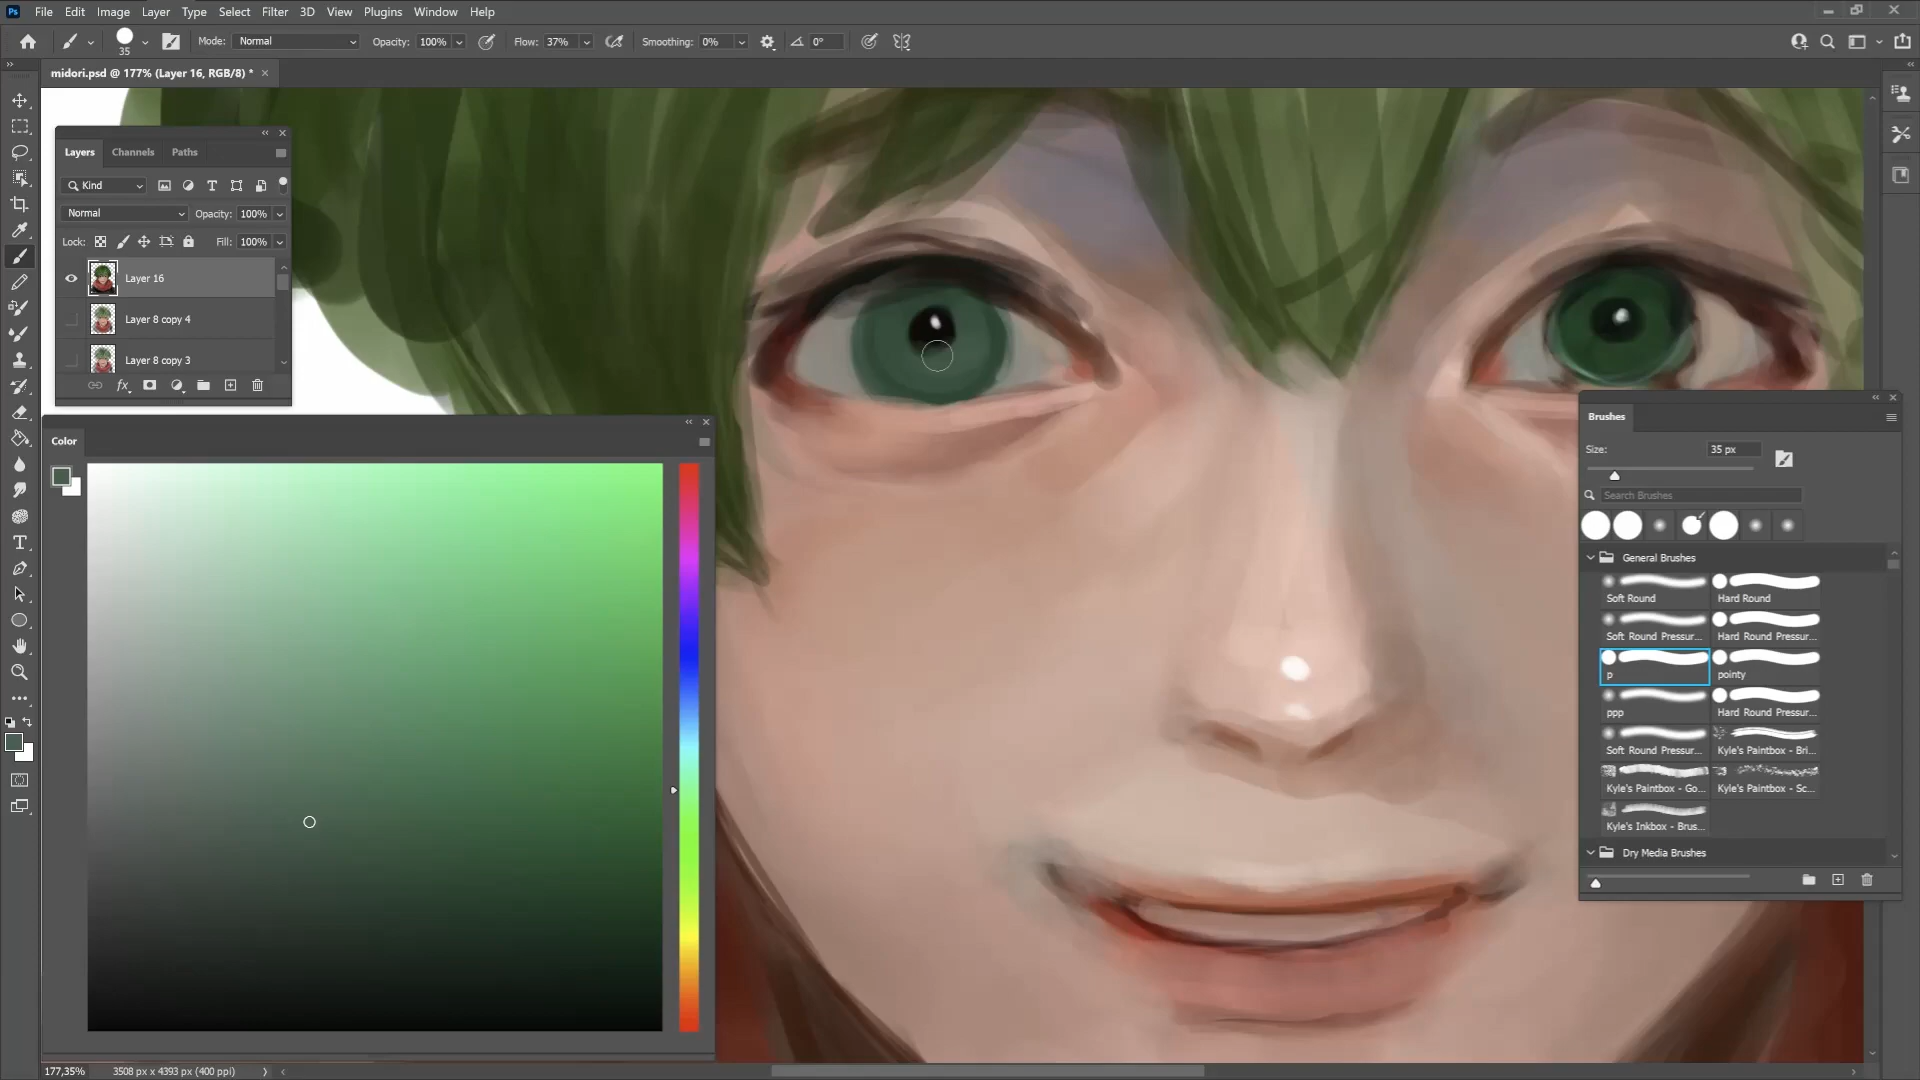 Ps File Edit Image Layer Type Select Filter 3D View Plugins Window Help
35 Mode: Normal Opacity: 100% Flow: 37% Smoothing: 0% 0°
midori.psd @ 177% (Layer 16, RGB/8) *
Layers Channels Paths
Kind
Normal Opacity: 100%
Lock: Fill: 100%
Layer 16
Layer 8 copy 4
Layer 8 copy 3
fx
Color
Brushes
Size: 35 px
Search Brushes
General Brushes
Soft Round Hard Round
Soft Round Pressur... Hard Round Pressur...
p pointy
ppp Hard Round Pressur...
Soft Round Pressur... Kyle's Paintbox - Bri...
Kyle's Paintbox - Go... Kyle's Paintbox - Sc...
Kyle's Inkbox - Brus...
Dry Media Brushes
177,35% 3508 px x 4393 px (400 ppi)